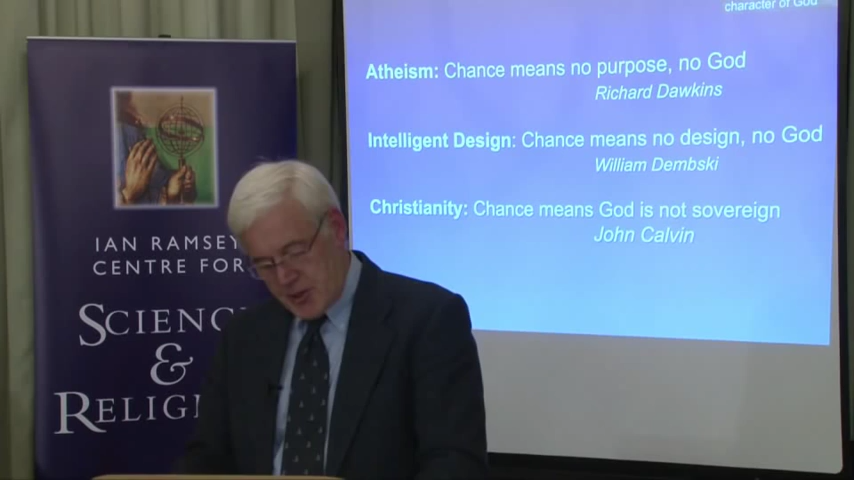 character of God
Atheism: Chance means no purpose, no God
Richard Dawkins
Intelligent Design: Chance means no design, no God
William Dembski
Christianity: Chance means God is not sovereign
John Calvin
IAN RAMSEY
CENTRE FOR
SCIENC
&
RELIGI